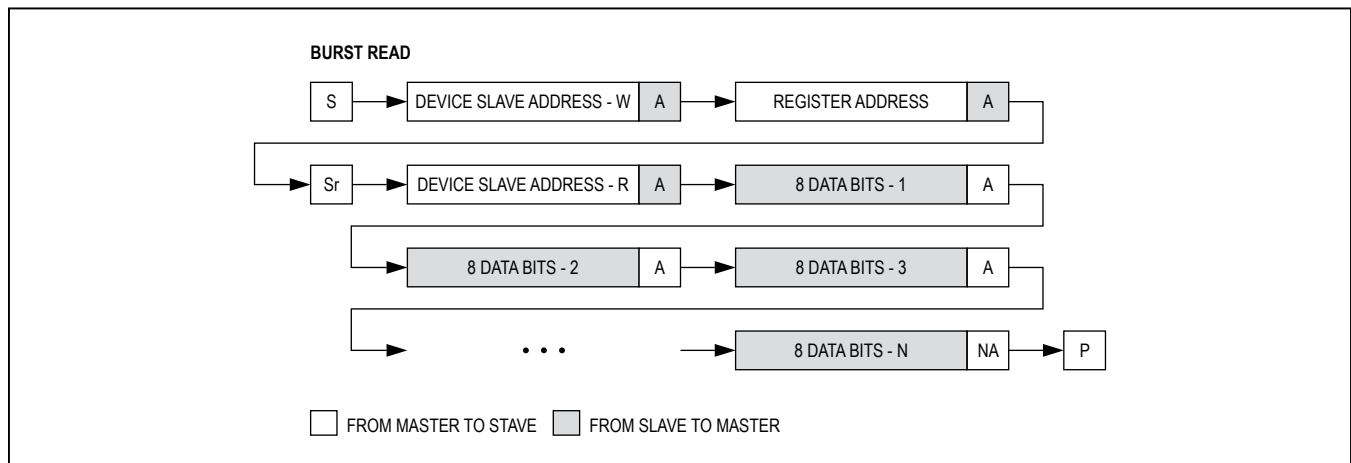 BURST READ
S DEVICE SLAVE ADDRESS - W A REGISTER ADDRESS A
Sr DEVICE SLAVE ADDRESS - R A 8 DATA BITS - 1 A
8 DATA BITS - 2 A 8 DATA BITS - 3 A
• • • 8 DATA BITS - N NA P
FROM MASTER TO STAVE FROM SLAVE TO MASTER